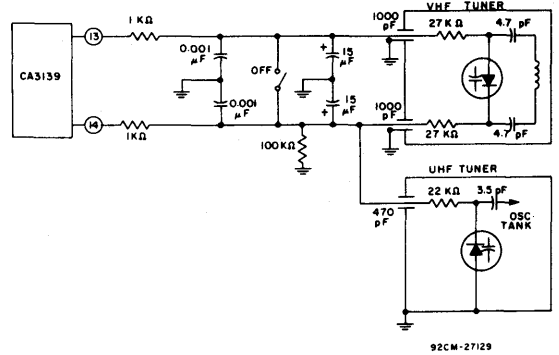 VHF TUNER
1000 pF
27 KΩ
4.7 pF
1 KΩ
13
0.001 μF
OFF
+ 15 μF
CA3139
0.001 μF
+ 15 μF
1000 pF
14
1KΩ
100 KΩ
27 KΩ
4.7 pF
UHF TUNER
22 KΩ
3.5 pF
470 pF
OSC TANK
92CM-27129